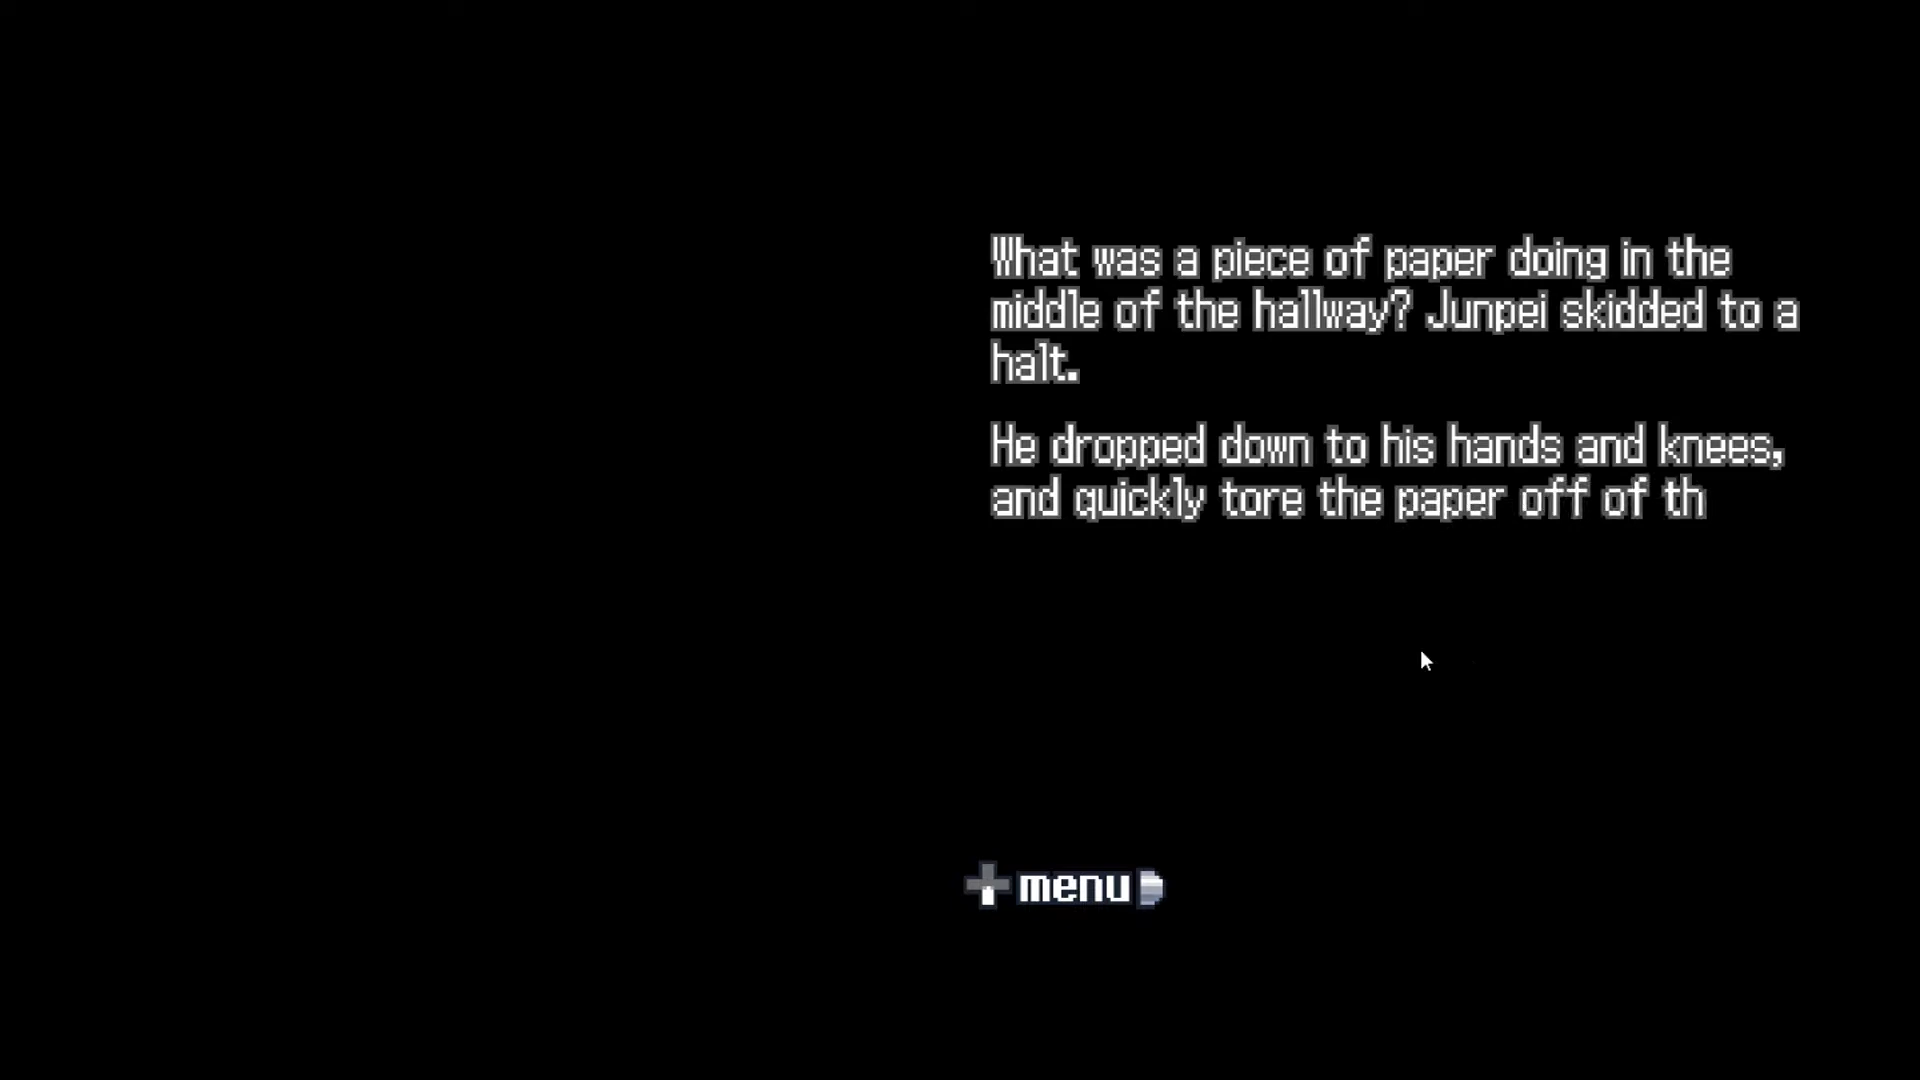 What was a piece of paper doing in the
middle of the hallway? Junpei skidded to a
halt.
He dropped down to his hands and knees,
and quickly tore the paper off of th
menu